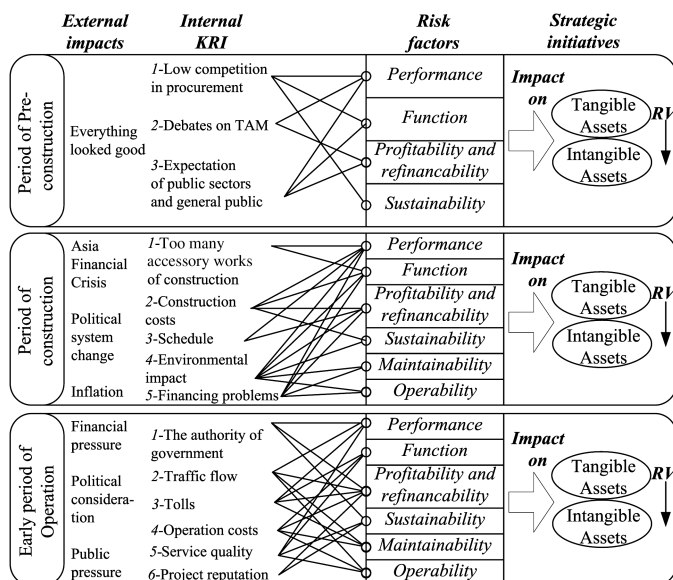 External impacts
Internal KRI
Risk factors
Strategic initiatives
Period of Pre-
construction
Everything
looked good
1-Low competition
in procurement
2-Debates on TAM
3-Expectation
of public sectors
and general public
Performance
Function
Profitability and
refinancability
Sustainability
Impact
on
Tangible
Assets
Intangible
Assets
RV
Period of
construction
Asia
Financial
Crisis
Political
system
change
Inflation
1-Too many
accessory works
of construction
2-Construction
costs
3-Schedule
4-Environmental
impact
5-Financing problems
Performance
Function
Profitability and
refinancability
Sustainability
Maintainability
Operability
Impact
on
Tangible
Assets
Intangible
Assets
RV
Early period of
Operation
Financial
pressure
Political
considera-
tion
Public
pressure
1-The authority of
government
2-Traffic flow
3-Tolls
4-Operation costs
5-Service quality
6-Project reputation
Performance
Function
Profitability and
refinancability
Sustainability
Maintainability
Operability
Impact
on
Tangible
Assets
Intangible
Assets
RV